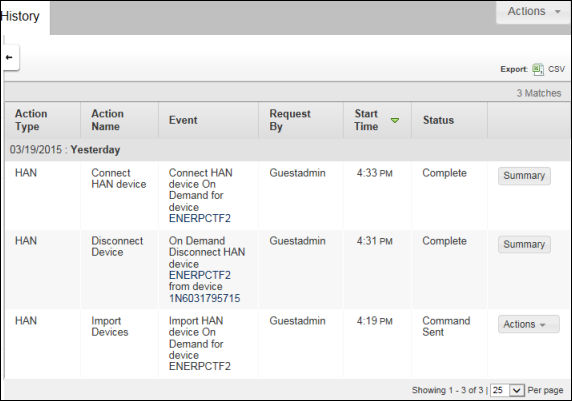 History
Actions
Export: CSV
3 Matches
Action Type
Action Name
Event
Request By
Start Time
Status
03/19/2015 : Yesterday
HAN
Connect HAN device
Connect HAN device On Demand for device ENERPCTF2
Guestadmin
4:33 PM
Complete
Summary
HAN
Disconnect Device
On Demand Disconnect HAN device ENERPCTF2 from device 1N6031795715
Guestadmin
4:31 PM
Complete
Summary
HAN
Import Devices
Import HAN device On Demand for device ENERPCTF2
Guestadmin
4:19 PM
Command Sent
Actions
Showing 1 - 3 of 3 | 25 Per page